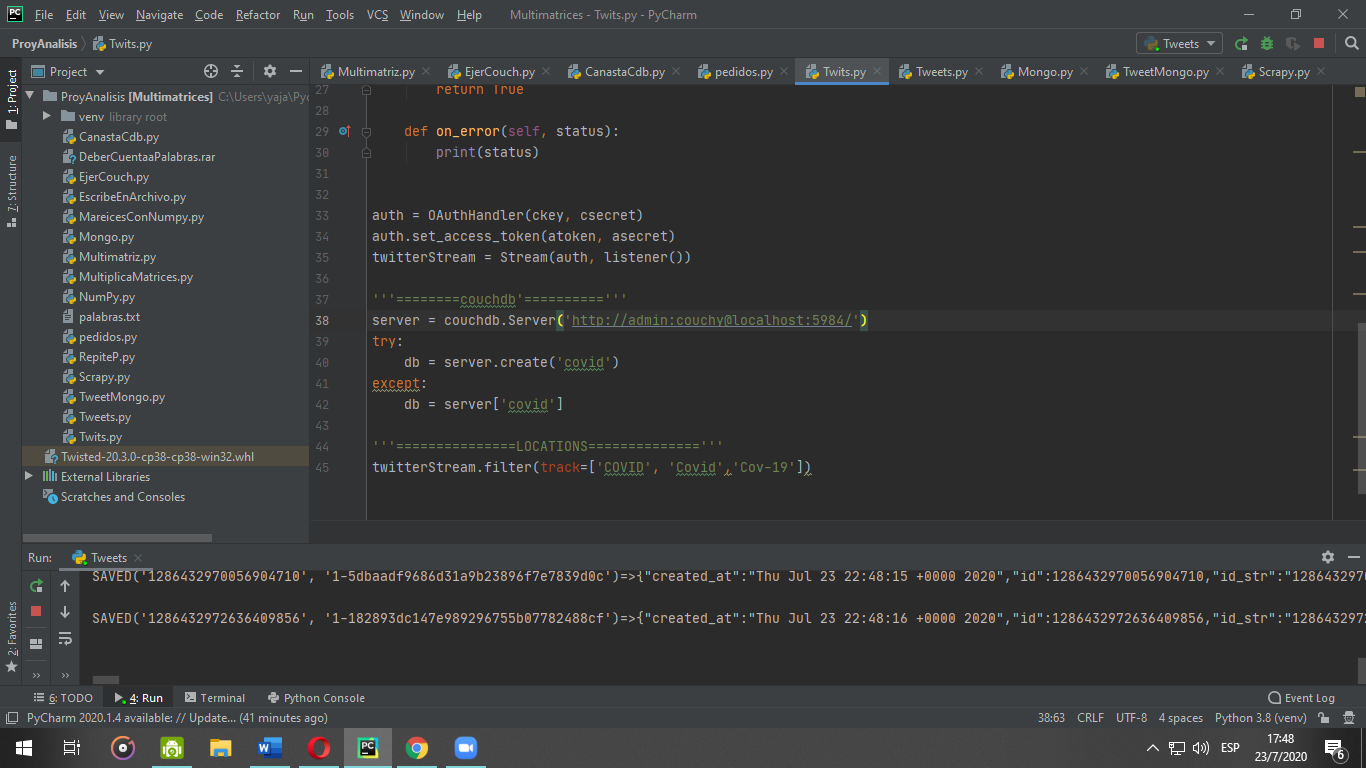 File Edit View Navigate Code Refactor Run Tools VCS Window Help Multimatrices - Twits.py - PyCharm
ProyAnalisis Twits.py Tweets
Project
Multimatriz.py EjerCouch.py CanastaCdb.py pedidos.py Twits.py Tweets.py Mongo.py TweetMongo.py Scrapy.py
1: Project
7: Structure
2: Favorites
ProyAnalisis [Multimatrices] C:\Users\yaja\Pyc
venv library root
CanastaCdb.py
DeberCuentaaPalabras.rar
EjerCouch.py
EscribeEnArchivo.py
MareicesConNumpy.py
Mongo.py
Multimatriz.py
MultiplicaMatrices.py
NumPy.py
palabras.txt
pedidos.py
RepiteP.py
Scrapy.py
TweetMongo.py
Tweets.py
Twits.py
Twisted-20.3.0-cp38-cp38-win32.whl
External Libraries
Scratches and Consoles
27 return True
28
29 def on_error(self, status):
30 print(status)
31
32
33 auth = OAuthHandler(ckey, csecret)
34 auth.set_access_token(atoken, asecret)
35 twitterStream = Stream(auth, listener())
36
37 '''========couchdb'=========='''
38 server = couchdb.Server('http://admin:couchy@localhost:5984/')
39 try:
40 db = server.create('covid')
41 except:
42 db = server['covid']
43
44 '''===============LOCATIONS=============='''
45 twitterStream.filter(track=['COVID', 'Covid','Cov-19'])
Run: Tweets
SAVED('1286432970056904710', '1-5dbaadf9686d31a9b23896f7e7839d0c')=>{"created_at":"Thu Jul 23 22:48:15 +0000 2020","id":1286432970056904710,"id_str":"12864329700
SAVED('1286432972636409856', '1-182893dc147e989296755b07782488cf')=>{"created_at":"Thu Jul 23 22:48:16 +0000 2020","id":1286432972636409856,"id_str":"12864329726
6: TODO 4: Run Terminal Python Console Event Log
PyCharm 2020.1.4 available: // Update... (41 minutes ago) 38:63 CRLF UTF-8 4 spaces Python 3.8 (venv)
ESP 17:48
23/7/2020 6